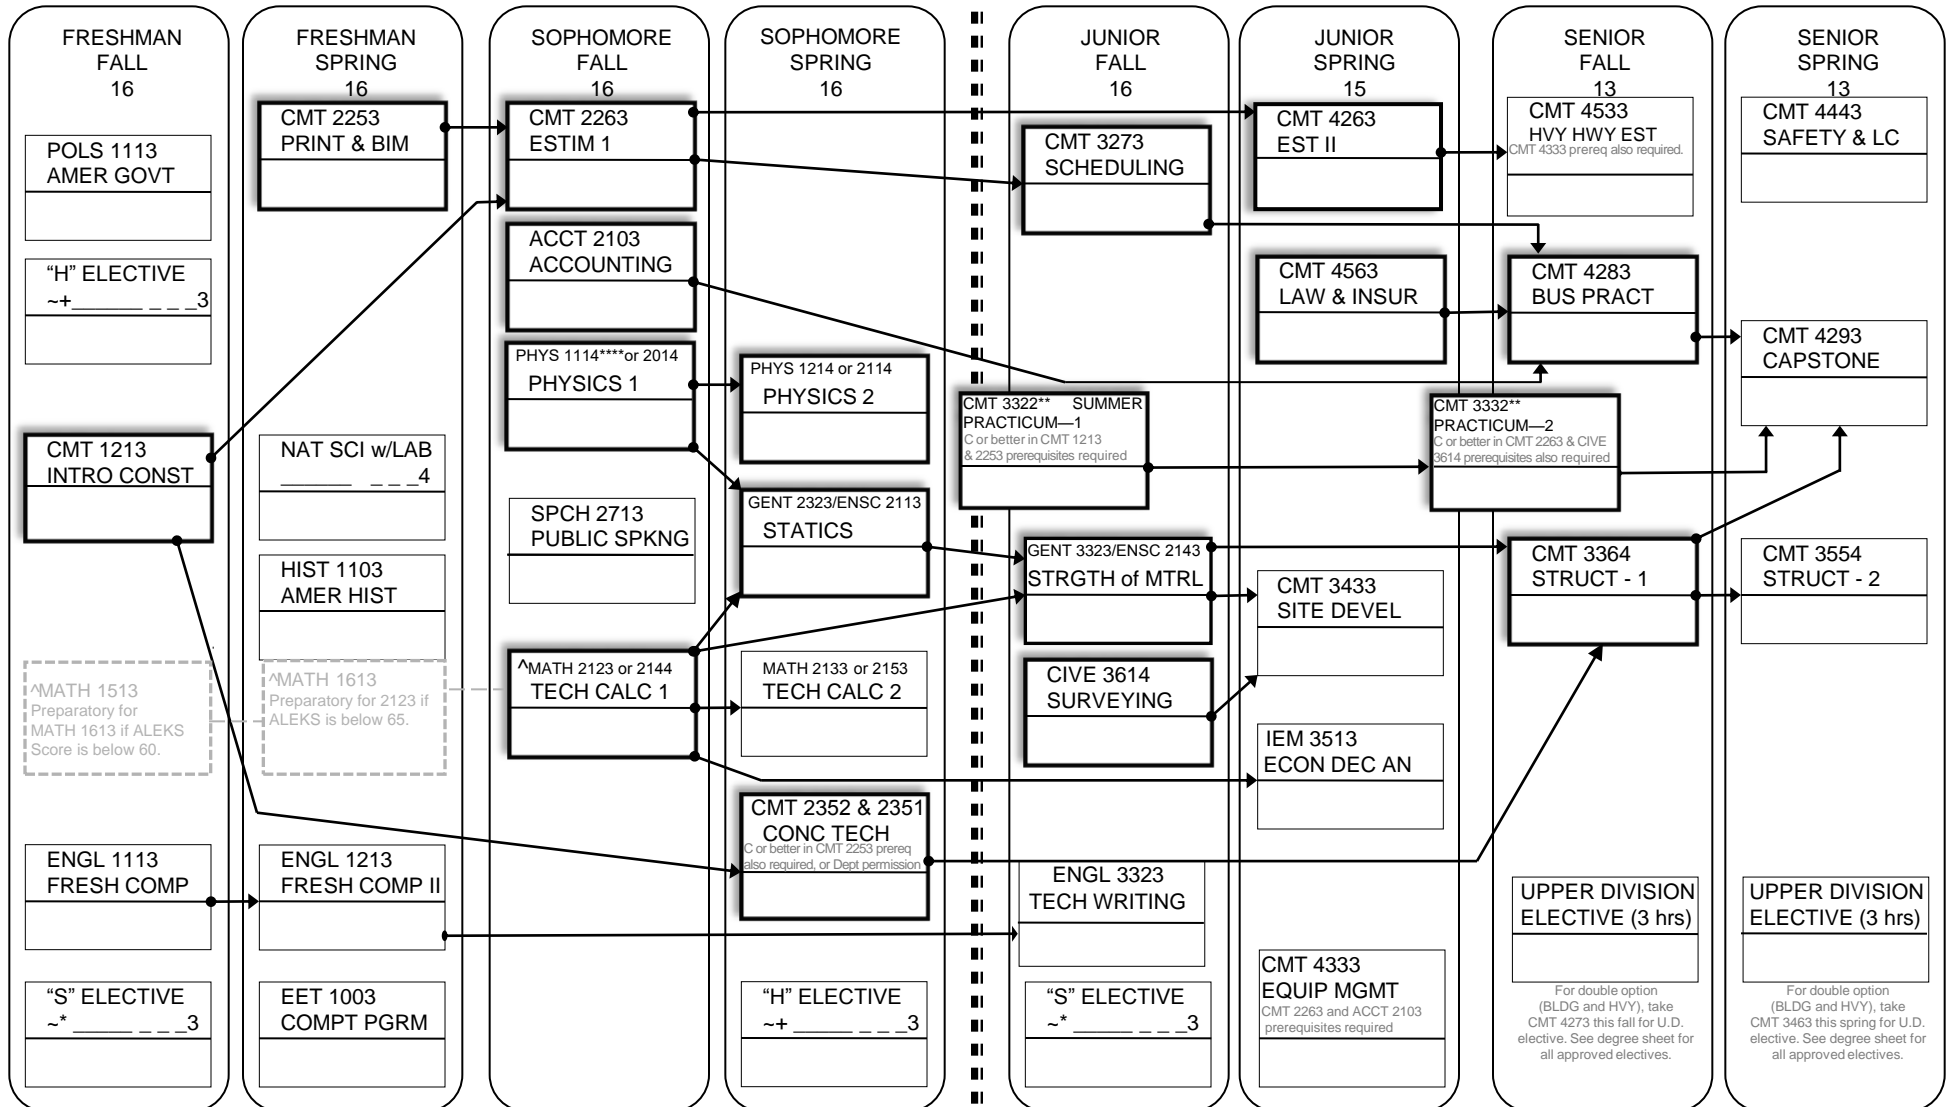 FRESHMAN
FALL
16
POLS 1113
AMER GOVT
“H” ELECTIVE
~+______ _ _ _3
CMT 1213
INTRO CONST
^MATH 1513
Preparatory for
MATH 1613 if ALEKS
Score is below 60.
ENGL 1113
FRESH COMP
“S” ELECTIVE
~* _____ _ _ _3
FRESHMAN
SPRING
16
CMT 2253
PRINT & BIM
NAT SCI w/LAB
______ _ _ _4
HIST 1103
AMER HIST
^MATH 1613
Preparatory for 2123 if
ALEKS is below 65.
ENGL 1213
FRESH COMP II
EET 1003
COMPT PGRM
SOPHOMORE
FALL
16
CMT 2263
ESTIM 1
ACCT 2103
ACCOUNTING
PHYS 1114****or 2014
PHYSICS 1
SPCH 2713
PUBLIC SPKNG
^MATH 2123 or 2144
TECH CALC 1
SOPHOMORE
SPRING
16
PHYS 1214 or 2114
PHYSICS 2
GENT 2323/ENSC 2113
STATICS
MATH 2133 or 2153
TECH CALC 2
CMT 2352 & 2351
CONC TECH
C or better in CMT 2253 prereq
also required, or Dept permission
“H” ELECTIVE
~+ _____ _ _ _3
JUNIOR
FALL
16
CMT 3273
SCHEDULING
CMT 3322** SUMMER
PRACTICUM—1
C or better in CMT 1213
& 2253 prerequisites required
GENT 3323/ENSC 2143
STRGTH of MTRL
CIVE 3614
SURVEYING
ENGL 3323
TECH WRITING
“S” ELECTIVE
~* _____ _ _ _3
JUNIOR
SPRING
15
CMT 4263
EST II
CMT 4563
LAW & INSUR
CMT 3433
SITE DEVEL
IEM 3513
ECON DEC AN
CMT 4333
EQUIP MGMT
CMT 2263 and ACCT 2103
prerequisites required
SENIOR
FALL
13
CMT 4533
HVY HWY EST
CMT 4333 prereq also required.
CMT 4283
BUS PRACT
CMT 3332**
PRACTICUM—2
C or better in CMT 2263 & CIVE
3614 prerequisites also required
CMT 3364
STRUCT - 1
UPPER DIVISION
ELECTIVE (3 hrs)
For double option
(BLDG and HVY), take
CMT 4273 this fall for U.D.
elective. See degree sheet for
all approved electives.
SENIOR
SPRING
13
CMT 4443
SAFETY & LC
CMT 4293
CAPSTONE
CMT 3554
STRUCT - 2
UPPER DIVISION
ELECTIVE (3 hrs)
For double option
(BLDG and HVY), take
CMT 3463 this spring for U.D.
elective. See degree sheet for
all approved electives.